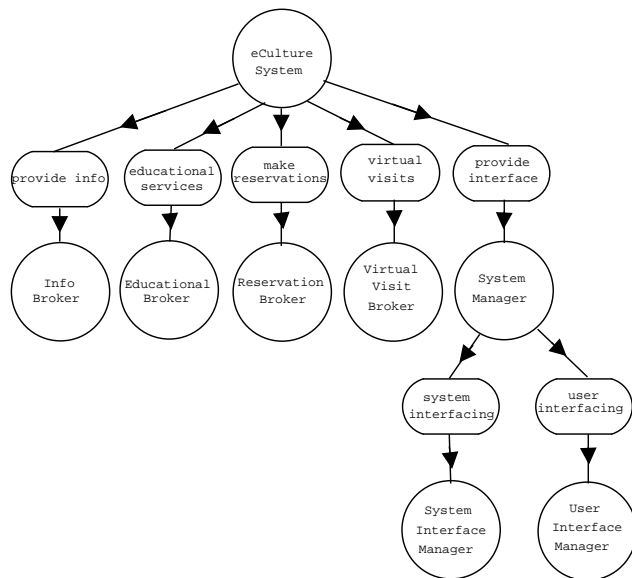 eCulture
System
provide info
educational
services
make
reservations
virtual
visits
provide
interface
Info
Broker
Educational
Broker
Reservation
Broker
Virtual
Visit
Broker
System
Manager
system
interfacing
user
interfacing
System
Interface
Manager
User
Interface
Manager